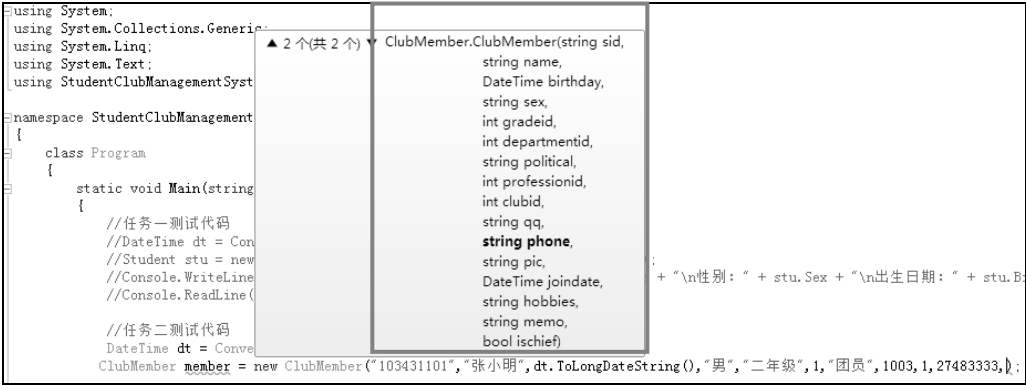 using System;
using System.Collections.Generic;
using System.Linq;
using System.Text;
using StudentClubManagementSyst
namespace StudentClubManagement
{
class Program
{
static void Main(string
{
//任务一测试代码
//DateTime dt = Con
//Student stu = new
;
//Console.WriteLine
+ "\n性别：" + stu.Sex + "\n出生日期：" + stu.Bi
//Console.ReadLine(
//任务二测试代码
DateTime dt = Conve
ClubMember member = new ClubMember("103431101","张小明",dt.ToLongDateString(),"男","二年级",1,"团员",1003,1,27483333,);
▲ 2 个(共 2 个) ▼
ClubMember.ClubMember(string sid,
string name,
DateTime birthday,
string sex,
int gradeid,
int departmentid,
string political,
int professionid,
int clubid,
string qq,
string phone,
string pic,
DateTime joindate,
string hobbies,
string memo,
bool ischief)